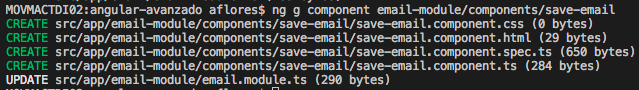 MOVMACTDI02:angular-avanzado aflores$ ng g component email-module/components/save-email
CREATE src/app/email-module/components/save-email/save-email.component.css (0 bytes)
CREATE src/app/email-module/components/save-email/save-email.component.html (29 bytes)
CREATE src/app/email-module/components/save-email/save-email.component.spec.ts (650 bytes)
CREATE src/app/email-module/components/save-email/save-email.component.ts (284 bytes)
UPDATE src/app/email-module/email.module.ts (290 bytes)
MOVMACTDI02:angular-avanzado aflores$